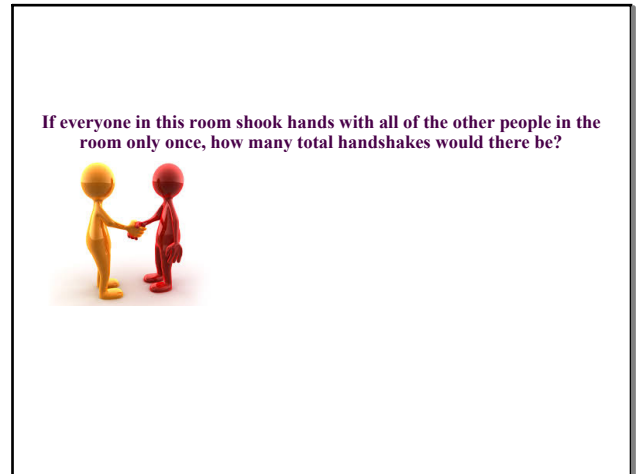 If everyone in this room shook hands with all of the other people in the
room only once, how many total handshakes would there be?